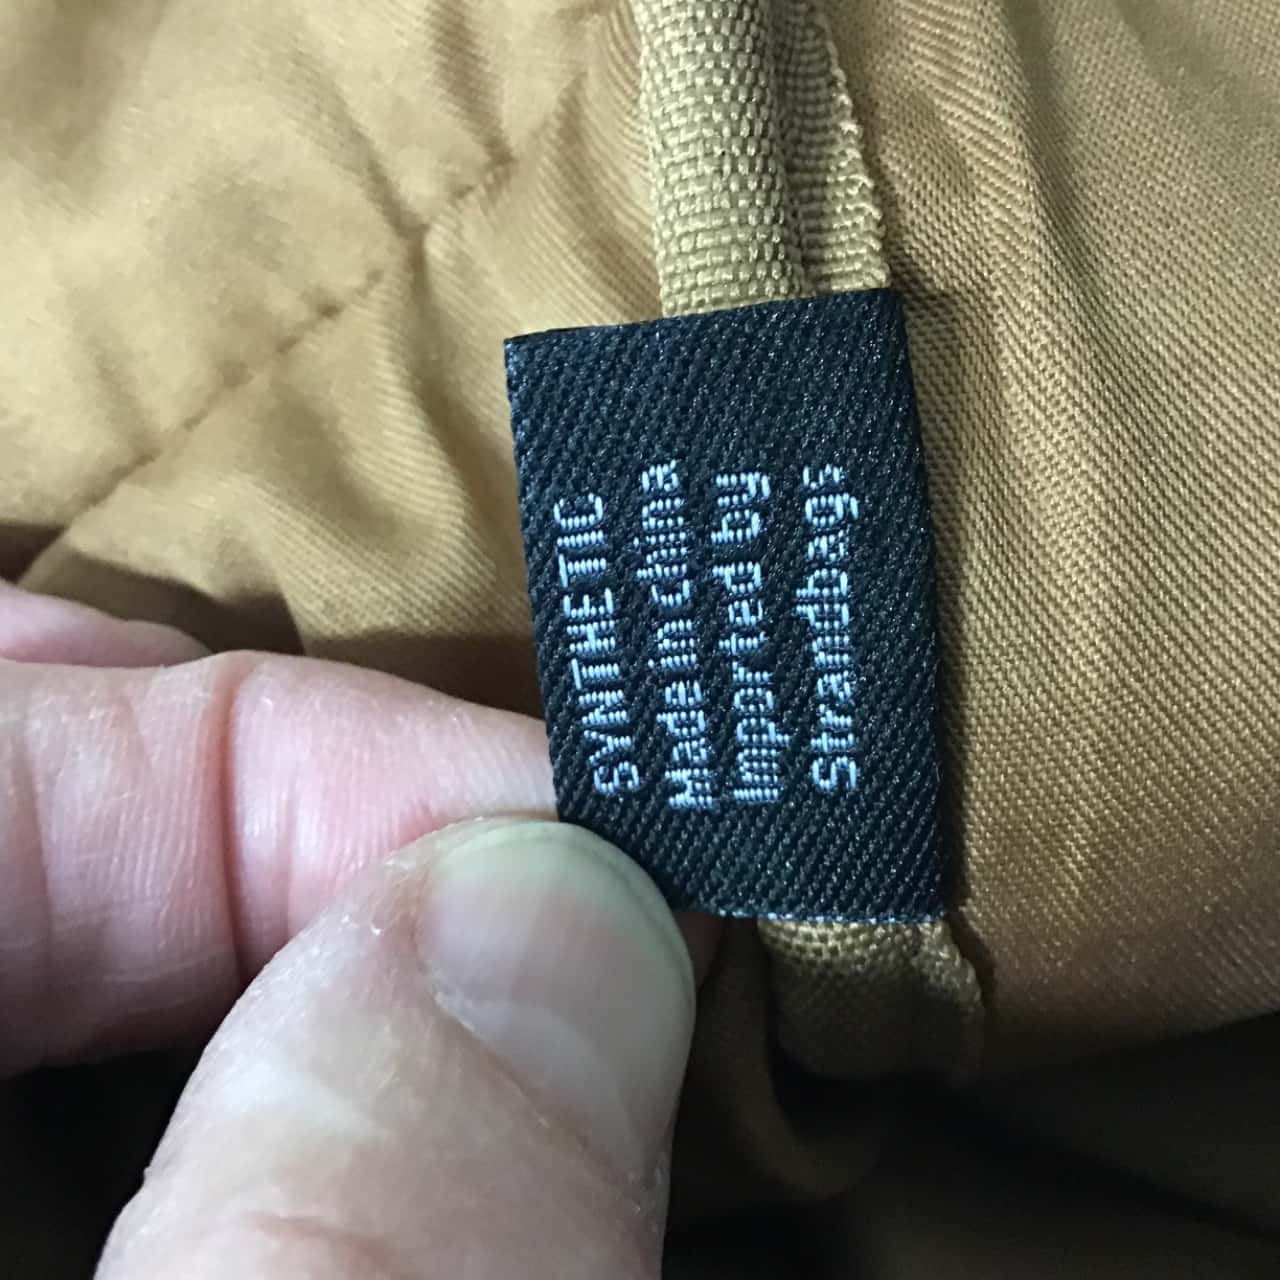 SYNTHETIC
Made in china
Imported by
Strandbags